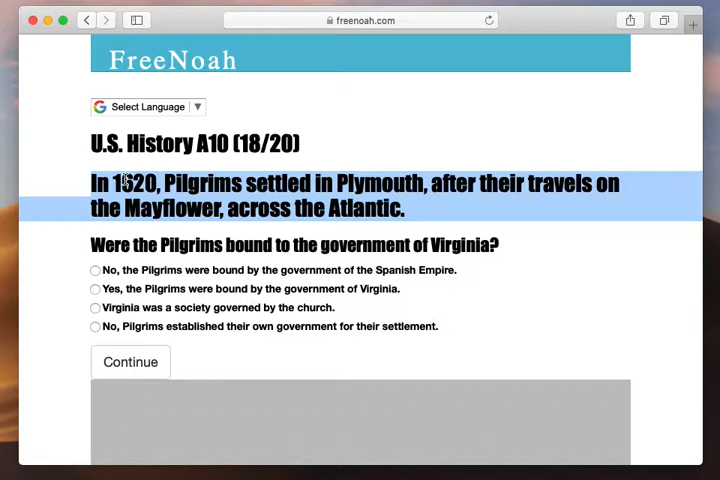 freenoah.com
FreeNoah
G Select Language ▼
U.S. History A10 (18/20)
In 1620, Pilgrims settled in Plymouth, after their travels on
the Mayflower, across the Atlantic.
Were the Pilgrims bound to the government of Virginia?
No, the Pilgrims were bound by the government of the Spanish Empire.
Yes, the Pilgrims were bound by the government of Virginia.
Virginia was a society governed by the church.
No, Pilgrims established their own government for their settlement.
Continue